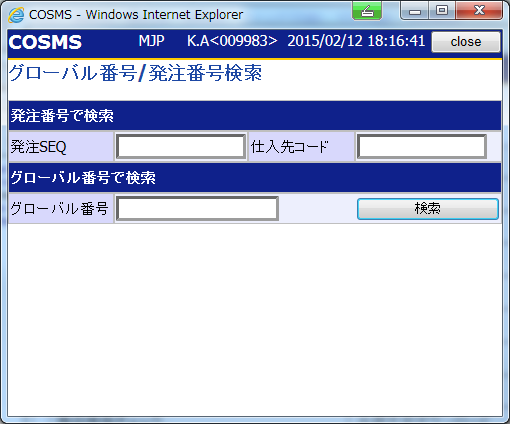 COSMS - Windows Internet Explorer
COSMS MJP K.A<009983> 2015/02/12 18:16:41 close
グローバル番号/発注番号検索
発注番号で検索
発注SEQ 仕入先コード
グローバル番号で検索
グローバル番号 検索